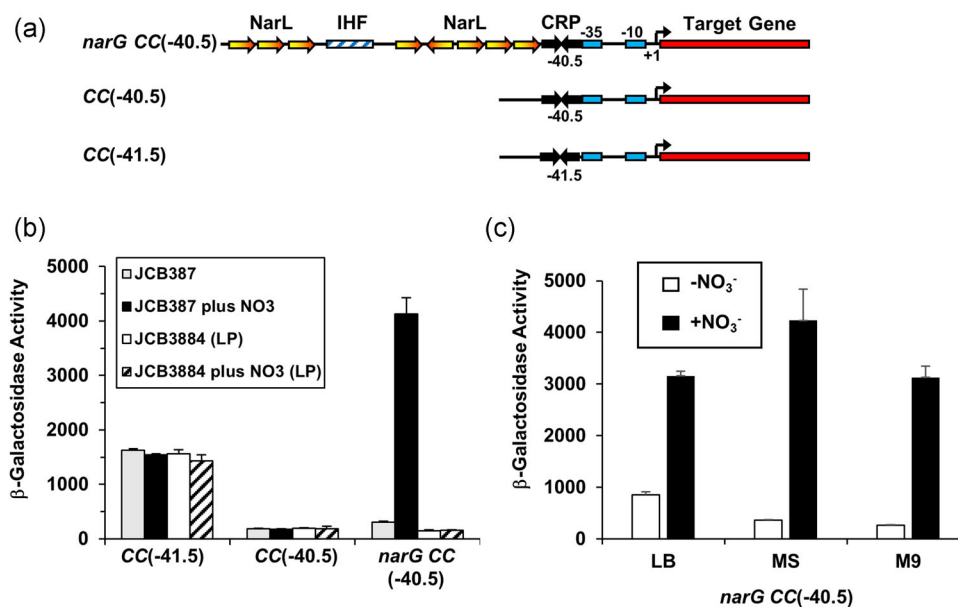 (a)
NarL IHF NarL CRP -35 -10 Target Gene
narG CC(-40.5)
-40.5 +1
CC(-40.5)
-40.5
CC(-41.5)
-41.5
(b)
β-Galactosidase Activity
5000
4000
3000
2000
1000
0
JCB387
JCB387 plus NO3
JCB3884 (LP)
JCB3884 plus NO3 (LP)
CC(-41.5) CC(-40.5) narG CC
(-40.5)
(c)
β-Galactosidase Activity
5000
4000
3000
2000
1000
0
-NO₃⁻
+NO₃⁻
LB MS M9
narG CC(-40.5)